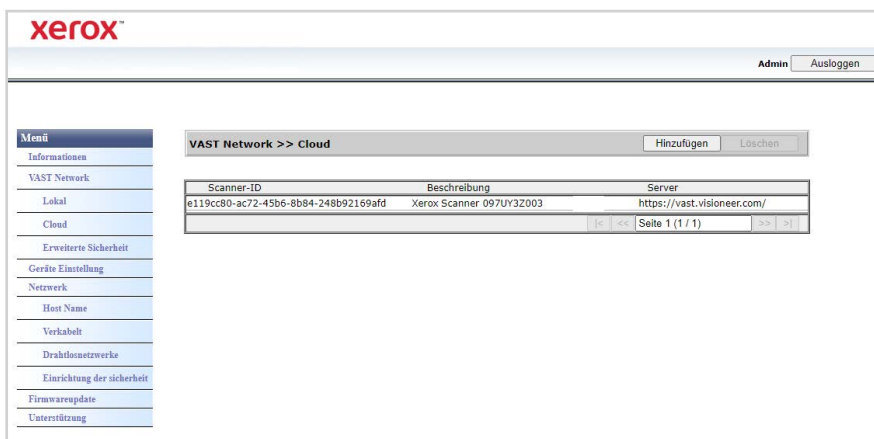 xerox™
Admin Ausloggen
Menü
Informationen
VAST Network
Lokal
Cloud
Erweiterte Sicherheit
Geräte Einstellung
Netzwerk
Host Name
Verkabelt
Drahtlosnetzwerke
Einrichtung der sicherheit
Firmwareupdate
Unterstützung
VAST Network >> Cloud Hinzufügen Löschen
Scanner-ID Beschreibung Server
e119cc80-ac72-45b6-8b84-248b92169afd Xerox Scanner 097UY3Z003 https://vast.visioneer.com/
|< << Seite 1 (1 / 1) >> >|